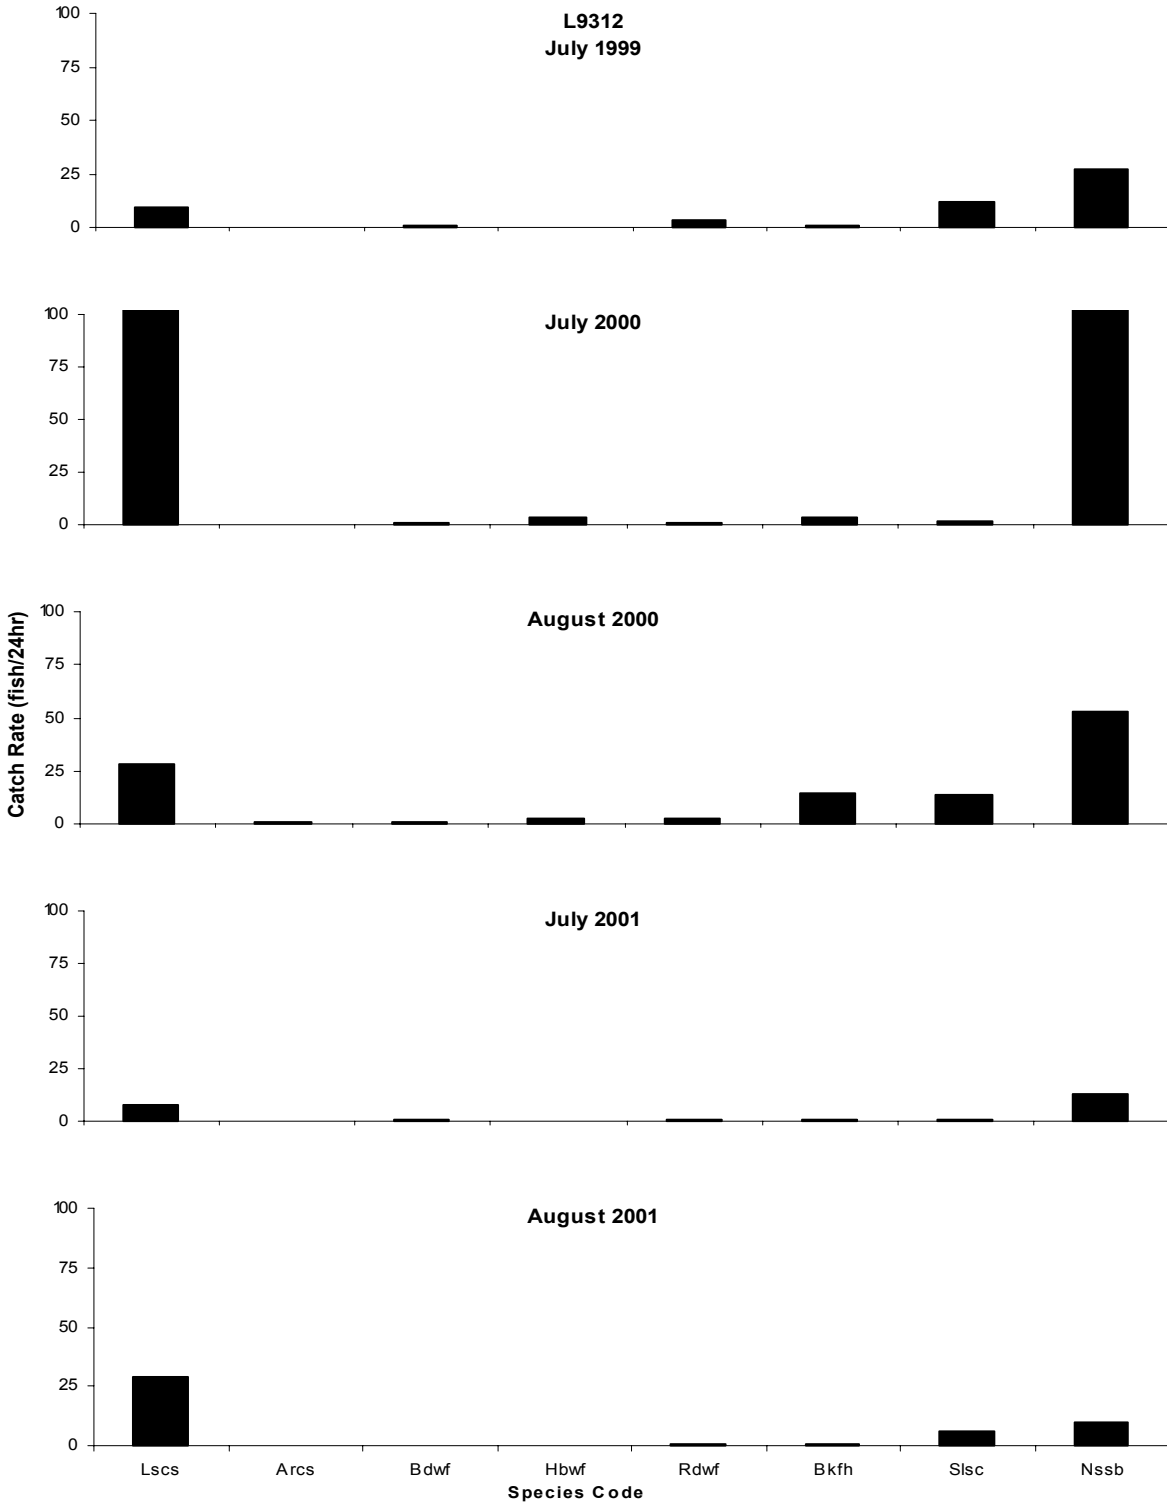 L9312
July 1999
100
75
50
25
0
July 2000
100
75
50
25
0
August 2000
100
75
50
25
0
Catch Rate (fish/24hr)
July 2001
100
75
50
25
0
August 2001
100
75
50
25
0
Lscs Arcs Bdwf Hbwf Rdwf Bkfh Slsc Nssb
Species Code